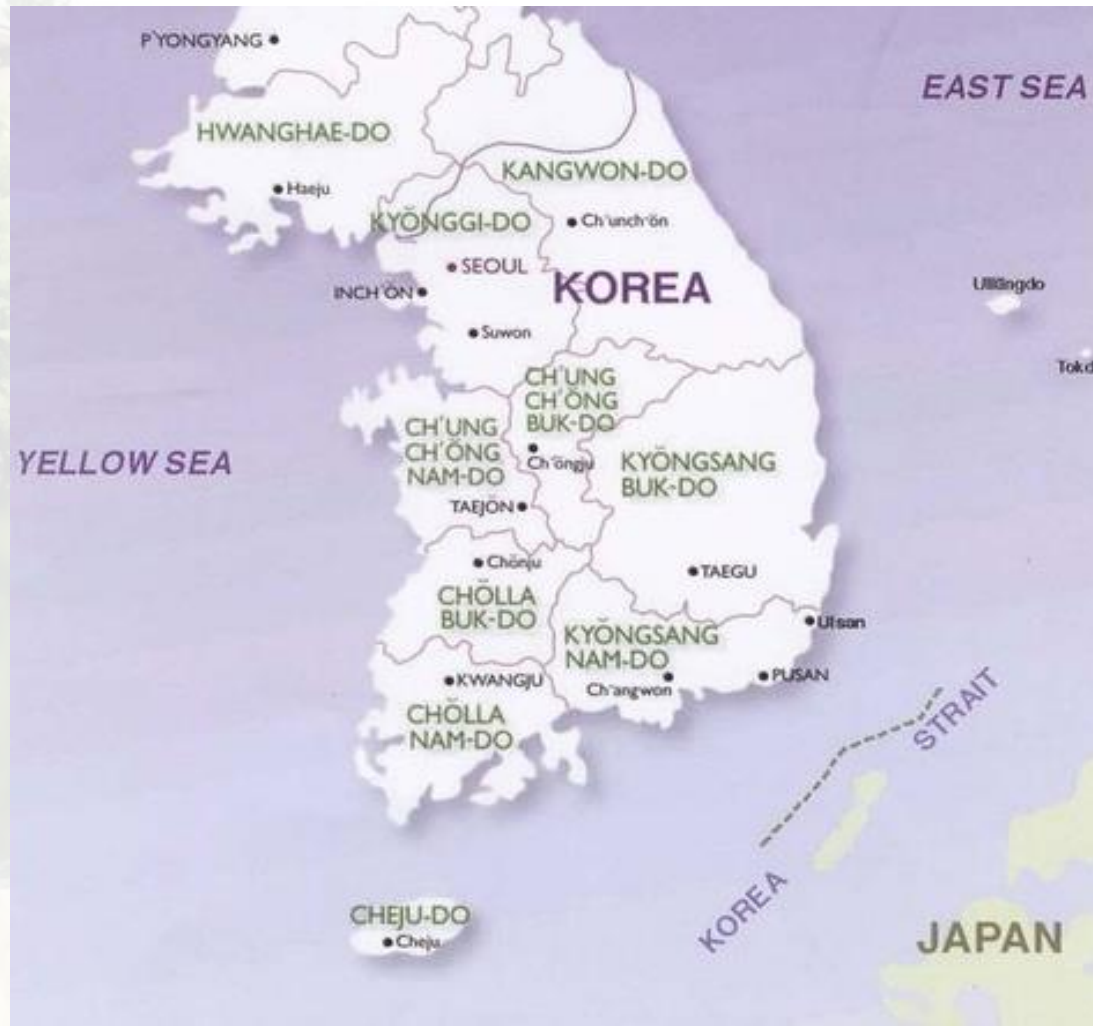 P'YONGYANG
EAST SEA
HWANGHAE-DO
KANGWON-DO
Haeju
KYŎNGGI-DO
Ch'unch'ŏn
SEOUL
KOREA
INCH'ŎN
Ullŭngdo
Suwon
Tokd
CH'UNG
CH'ŎNG
BUK-DO
CH'UNG
CH'ŎNG
NAM-DO
Ch'ŏngju
KYŎNGSANG
BUK-DO
YELLOW SEA
TAEJŎN
Chŏnju
TAEGU
CHŎLLA
BUK-DO
Ulsan
KYŎNGSANG
NAM-DO
KWANGJU
Ch'angwon
PUSAN
CHŎLLA
NAM-DO
KOREA STRAIT
CHEJU-DO
Cheju
JAPAN